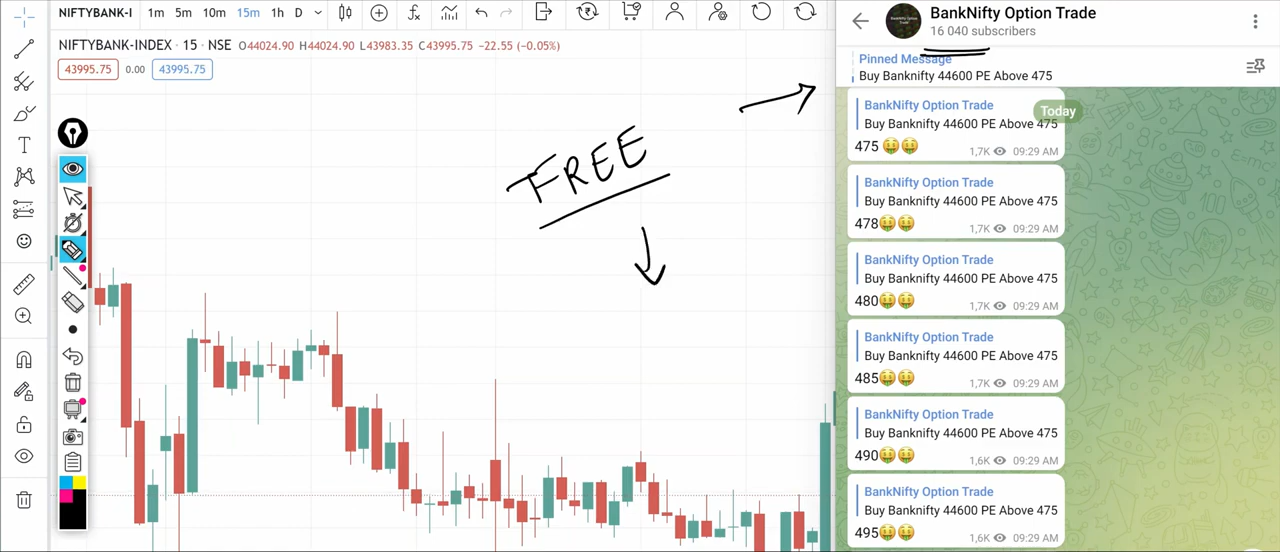 NIFTYBANK-I 1m 5m 10m 15m 1h D
NIFTYBANK-INDEX · 15 · NSE O44024.90 H44024.90 L43983.35 C43995.75 −22.55 (−0.05%)
43995.75 0.00 43995.75
T
FREE
BankNifty Option Trade
16 040 subscribers
Pinned Message
Buy Banknifty 44600 PE Above 475
Today
BankNifty Option Trade
Buy Banknifty 44600 PE Above 475
475 🤑🤑 1,7K 09:29 AM
BankNifty Option Trade
Buy Banknifty 44600 PE Above 475
478🤑🤑 1,7K 09:29 AM
BankNifty Option Trade
Buy Banknifty 44600 PE Above 475
480🤑🤑 1,7K 09:29 AM
BankNifty Option Trade
Buy Banknifty 44600 PE Above 475
485🤑🤑 1,7K 09:29 AM
BankNifty Option Trade
Buy Banknifty 44600 PE Above 475
490🤑🤑 1,6K 09:29 AM
BankNifty Option Trade
Buy Banknifty 44600 PE Above 475
495🤑🤑 1,6K 09:29 AM